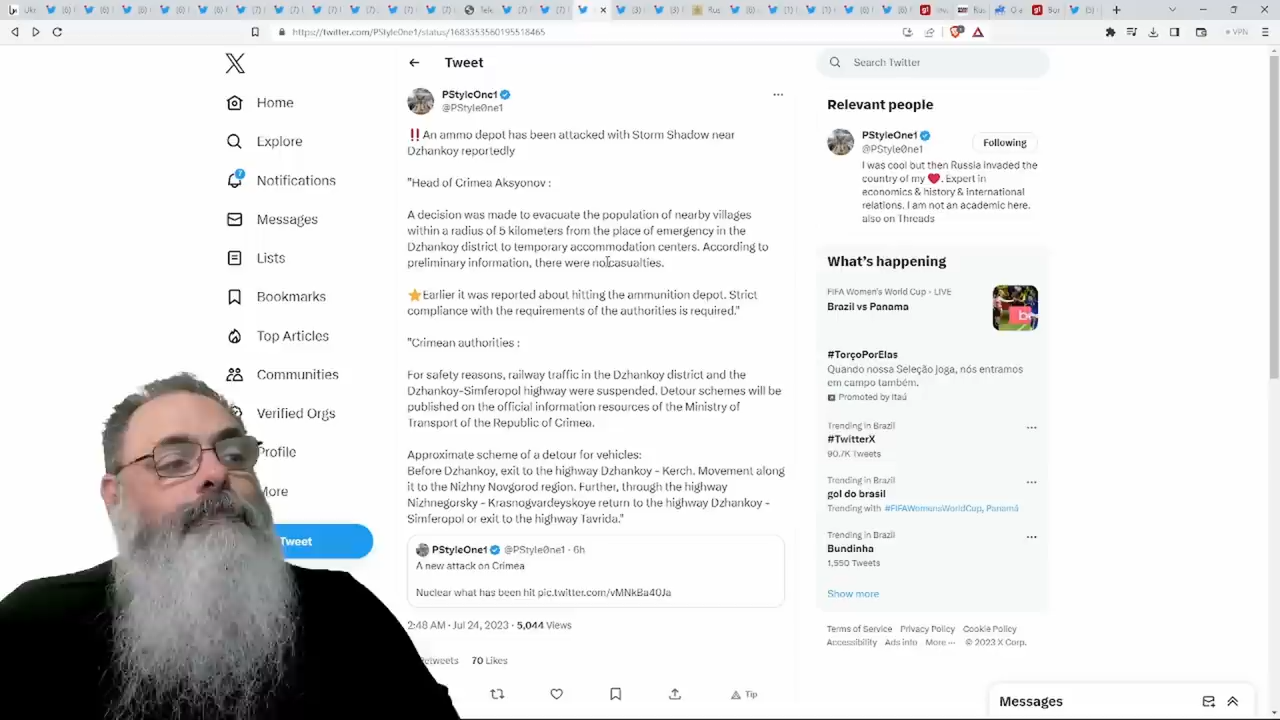 https://twitter.com/PStyle0ne1/status/1683353560195518465
VPN
Home
Explore
7
Notifications
Messages
Lists
Bookmarks
Top Articles
Communities
Verified Orgs
Profile
More
Tweet
Tweet
PStyleOne1
@PStyle0ne1
‼️An ammo depot has been attacked with Storm Shadow near
Dzhankoy reportedly
"Head of Crimea Aksyonov :
A decision was made to evacuate the population of nearby villages
within a radius of 5 kilometers from the place of emergency in the
Dzhankoy district to temporary accommodation centers. According to
preliminary information, there were no casualties.
⭐Earlier it was reported about hitting the ammunition depot. Strict
compliance with the requirements of the authorities is required."
"Crimean authorities :
For safety reasons, railway traffic in the Dzhankoy district and the
Dzhankoy-Simferopol highway were suspended. Detour schemes will be
published on the official information resources of the Ministry of
Transport of the Republic of Crimea.
Approximate scheme of a detour for vehicles:
Before Dzhankoy, exit to the highway Dzhankoy - Kerch. Movement along
it to the Nizhny Novgorod region. Further, through the highway
Nizhnegorsky - Krasnogvardeyskoye return to the highway Dzhankoy -
Simferopol or exit to the highway Tavrida."
PStyleOne1 @PStyle0ne1 · 6h
A new attack on Crimea
Nuclear what has been hit pic.twitter.com/vMNkBa40Ja
2:48 AM · Jul 24, 2023 · 5,044 Views
70 Likes
Tip
Search Twitter
Relevant people
PStyleOne1
@PStyle0ne1
Following
I was cool but then Russia invaded the
country of my ❤️. Expert in
economics & history & international
relations. I am not an academic here.
also on Threads
What's happening
FIFA Women's World Cup · LIVE
Brazil vs Panama
#TorçoPorElas
Quando nossa Seleção joga, nós entramos
em campo também.
Promoted by Itaú
Trending in Brazil
#TwitterX
90.7K Tweets
Trending in Brazil
gol do brasil
Trending with #FIFAWomensWorldCup, Panamá
Trending in Brazil
Bundinha
1,550 Tweets
Show more
Terms of Service Privacy Policy Cookie Policy
Accessibility Ads info More ··· © 2023 X Corp.
Messages